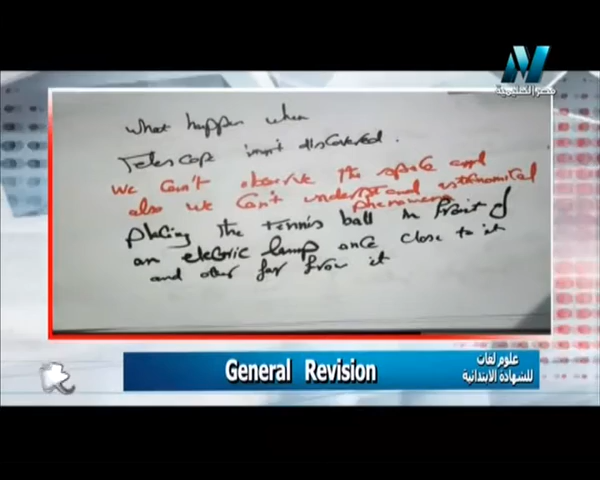 مصر التعليمية
What happen when
Telescope isn't discovered.
We can't observe the space and
also we can't understand astronomical
phenomena
placing the tennis ball in front of
an electric lamp once close to it
and other far from it
General Revision
علوم لغات
للشهادة الابتدائية